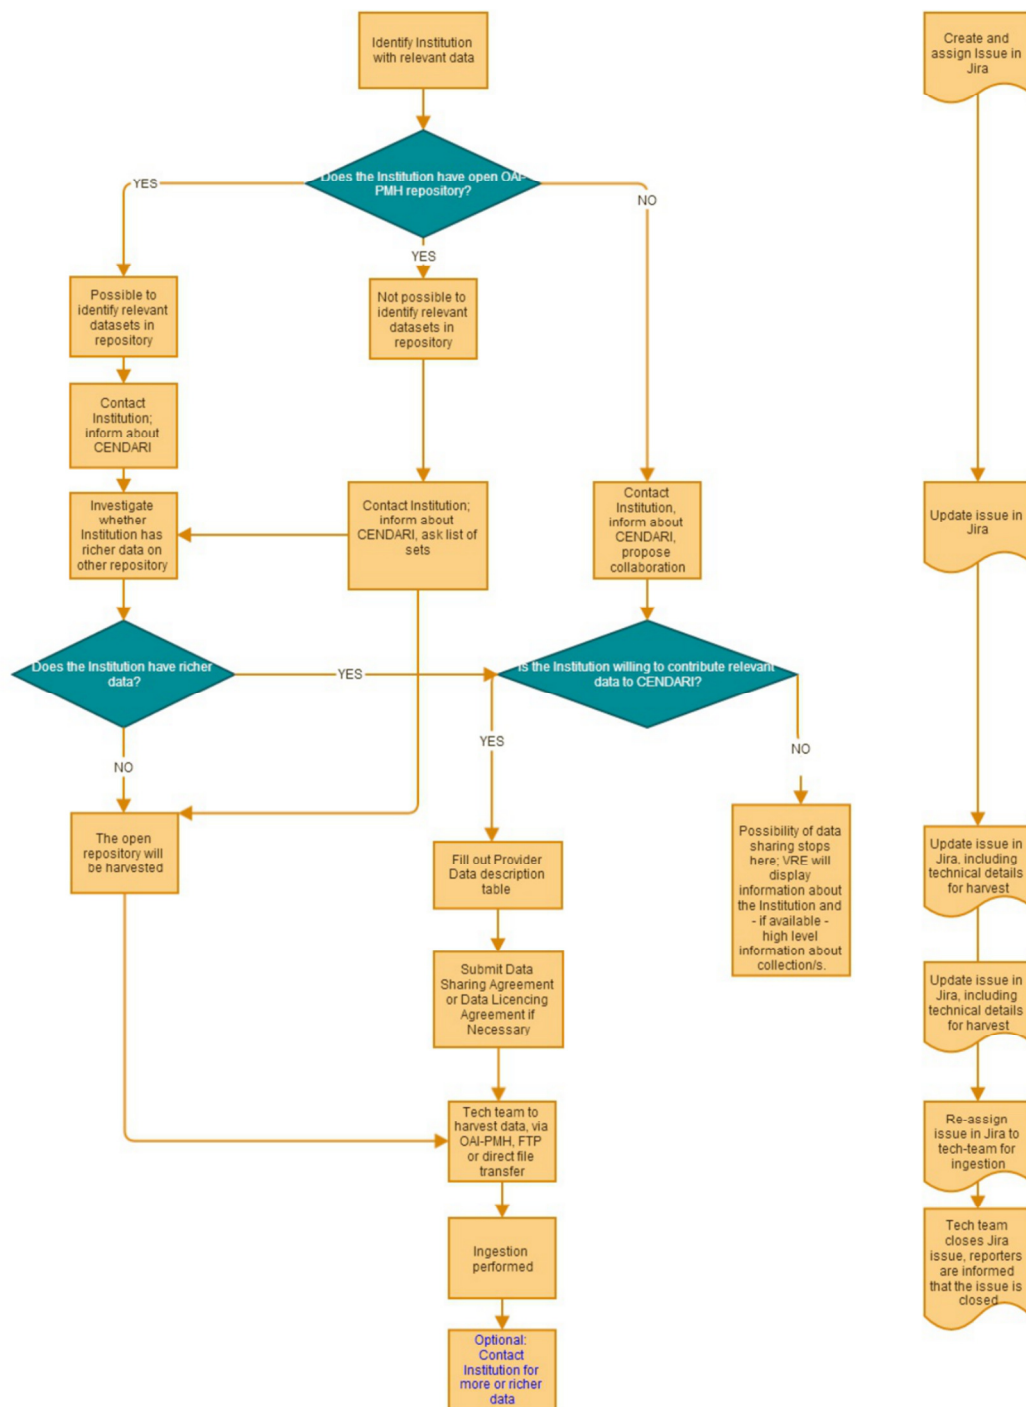 Identify Institution
with relevant data
Create and
assign Issue in
Jira
Does the Institution have open OAI-
PMH repository?
YES
NO
YES
Possible to
identify relevant
datasets in
repository
Not possible to
identify relevant
datasets in
repository
Contact
Institution;
inform about
CENDARI
Investigate
whether
Institution has
richer data on
other repository
Contact Institution;
inform about
CENDARI, ask list of
sets
Contact
Institution,
inform about
CENDARI,
propose
collaboration
Update issue in
Jira
Does the Institution have richer
data?
YES
Is the Institution willing to contribute relevant
data to CENDARI?
YES
NO
NO
The open
repository will
be harvested
Fill out Provider
Data description
table
Possibility of data
sharing stops
here; VRE will
display
information about
the Institution and
- if available -
high level
information about
collection/s.
Update issue in
Jira, including
technical details
for harvest
Submit Data
Sharing Agreement
or Data Licencing
Agreement if
Necessary
Update issue in
Jira, including
technical details
for harvest
Tech team to
harvest data, via
OAI-PMH, FTP
or direct file
transfer
Re-assign
issue in Jira to
tech-team for
ingestion
Ingestion
performed
Tech team
closes Jira
issue, reporters
are informed
that the issue is
closed
Optional:
Contact
Institution for
more or richer
data